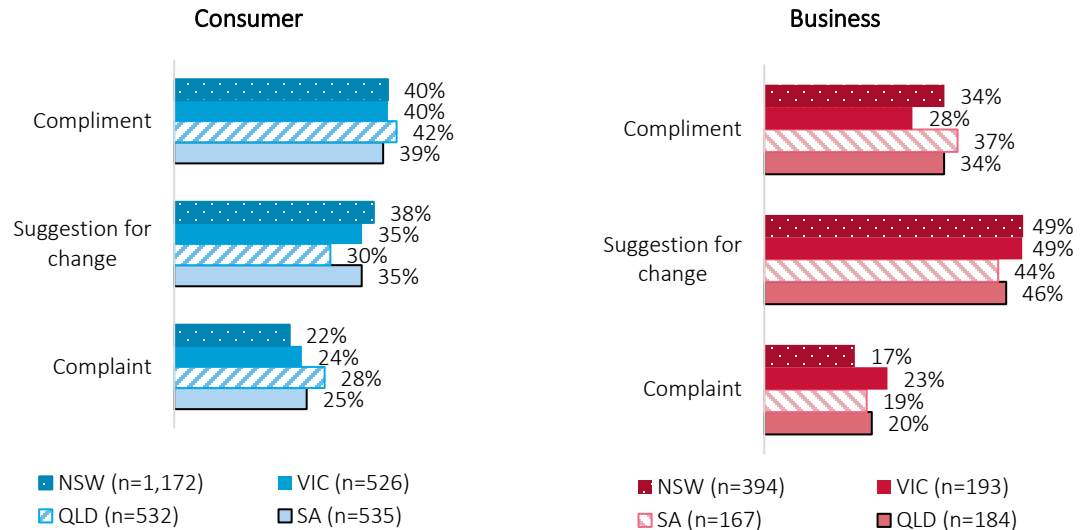 Consumer
Compliment
40%
40%
42%
39%
Suggestion for
change
38%
35%
30%
35%
Complaint
22%
24%
28%
25%
NSW (n=1,172)
VIC (n=526)
QLD (n=532)
SA (n=535)
Business
Compliment
34%
28%
37%
34%
Suggestion for
change
49%
49%
44%
46%
Complaint
17%
23%
19%
20%
NSW (n=394)
VIC (n=193)
SA (n=167)
QLD (n=184)